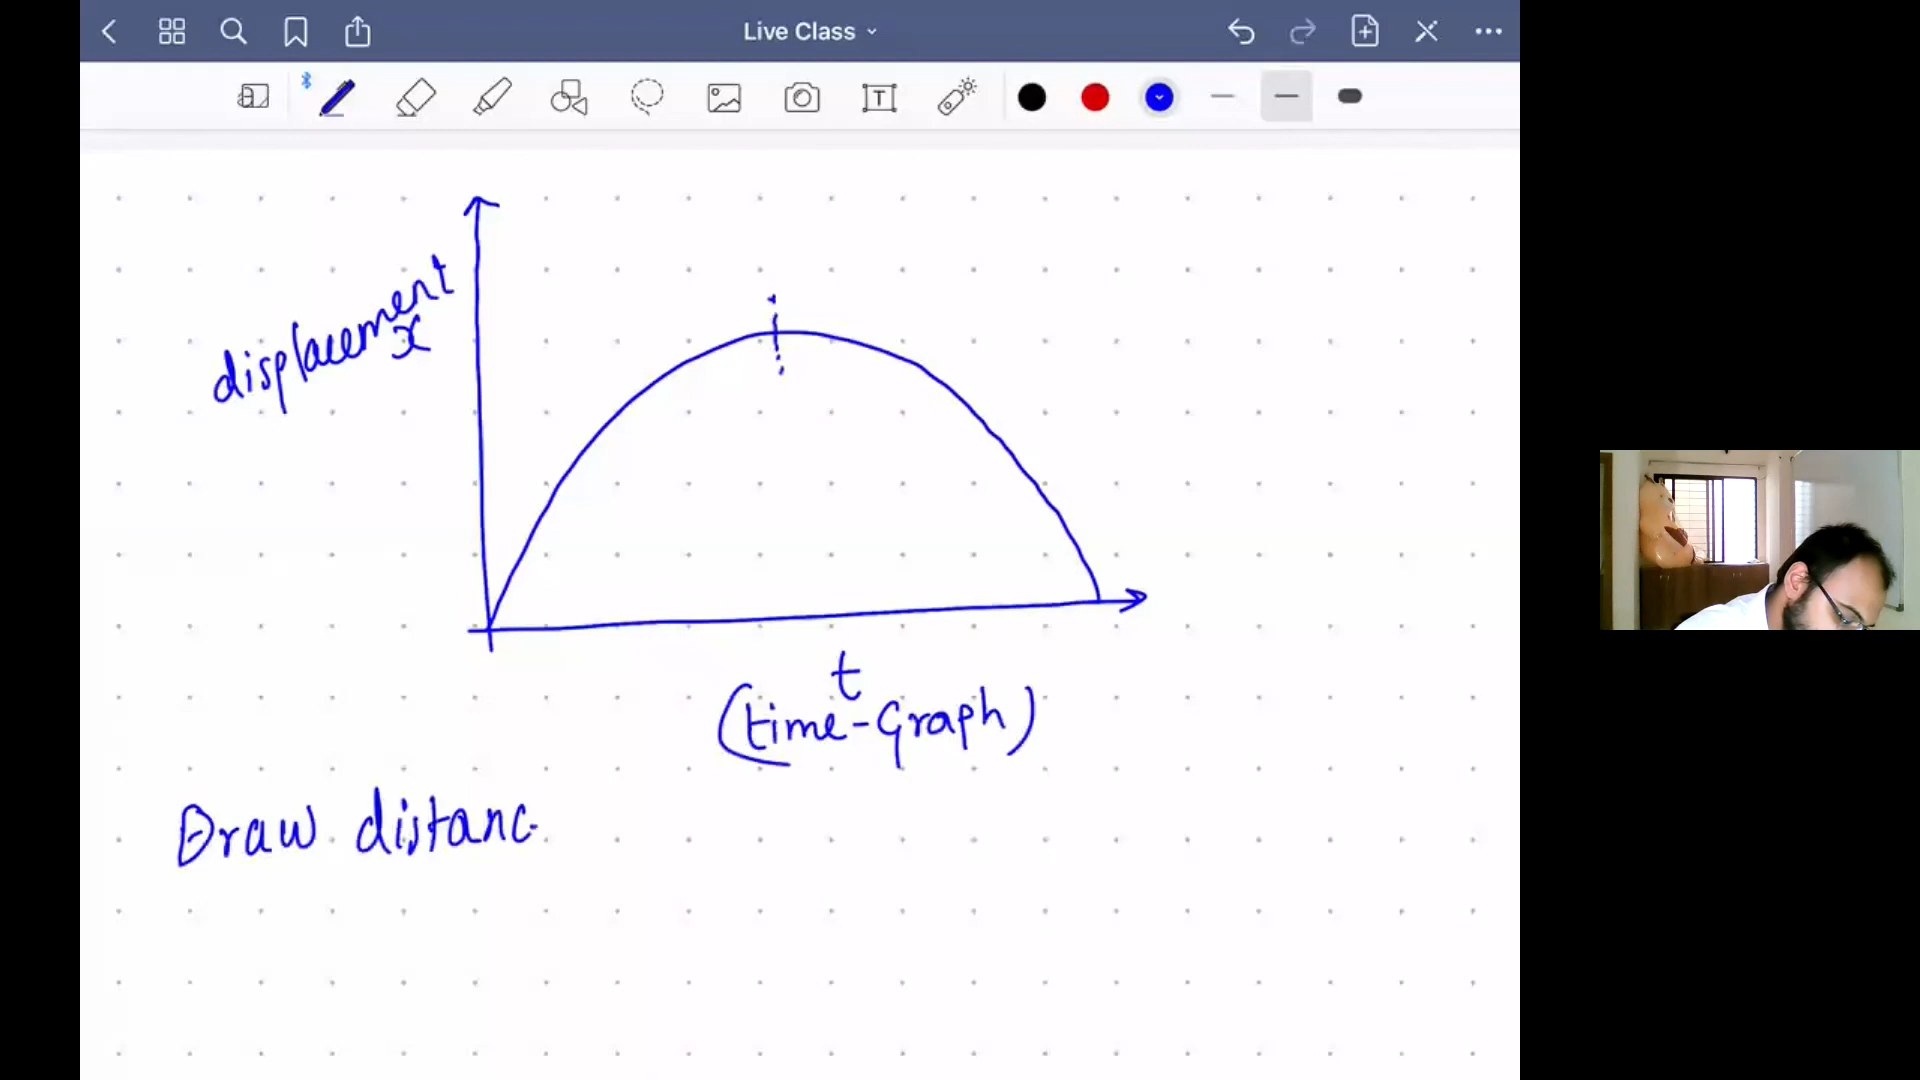 Live Class
T
displacement
x
t
(time-Graph)
Draw distanc